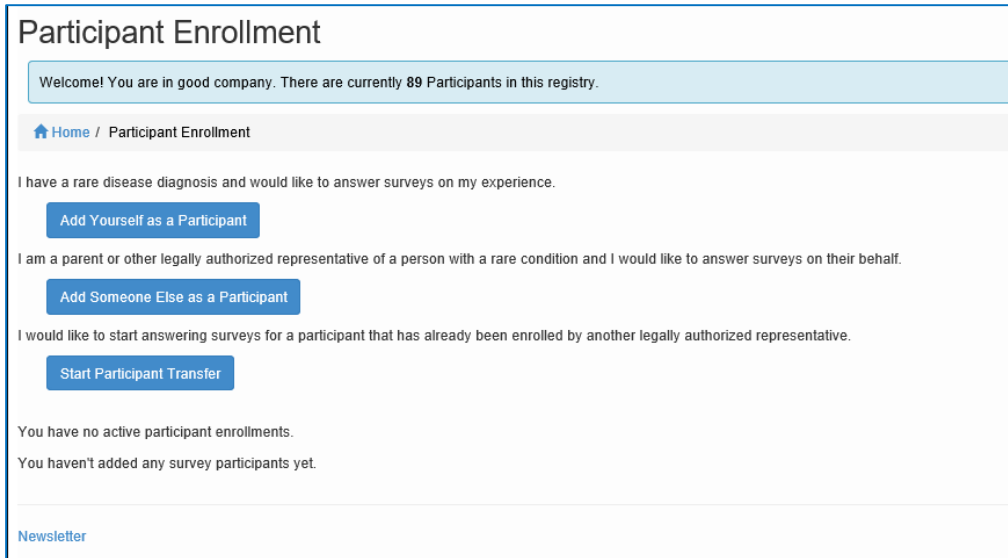 Participant Enrollment
Welcome! You are in good company. There are currently 89 Participants in this registry.
Home / Participant Enrollment
I have a rare disease diagnosis and would like to answer surveys on my experience.
Add Yourself as a Participant
I am a parent or other legally authorized representative of a person with a rare condition and I would like to answer surveys on their behalf.
Add Someone Else as a Participant
I would like to start answering surveys for a participant that has already been enrolled by another legally authorized representative.
Start Participant Transfer
You have no active participant enrollments.
You haven't added any survey participants yet.
Newsletter